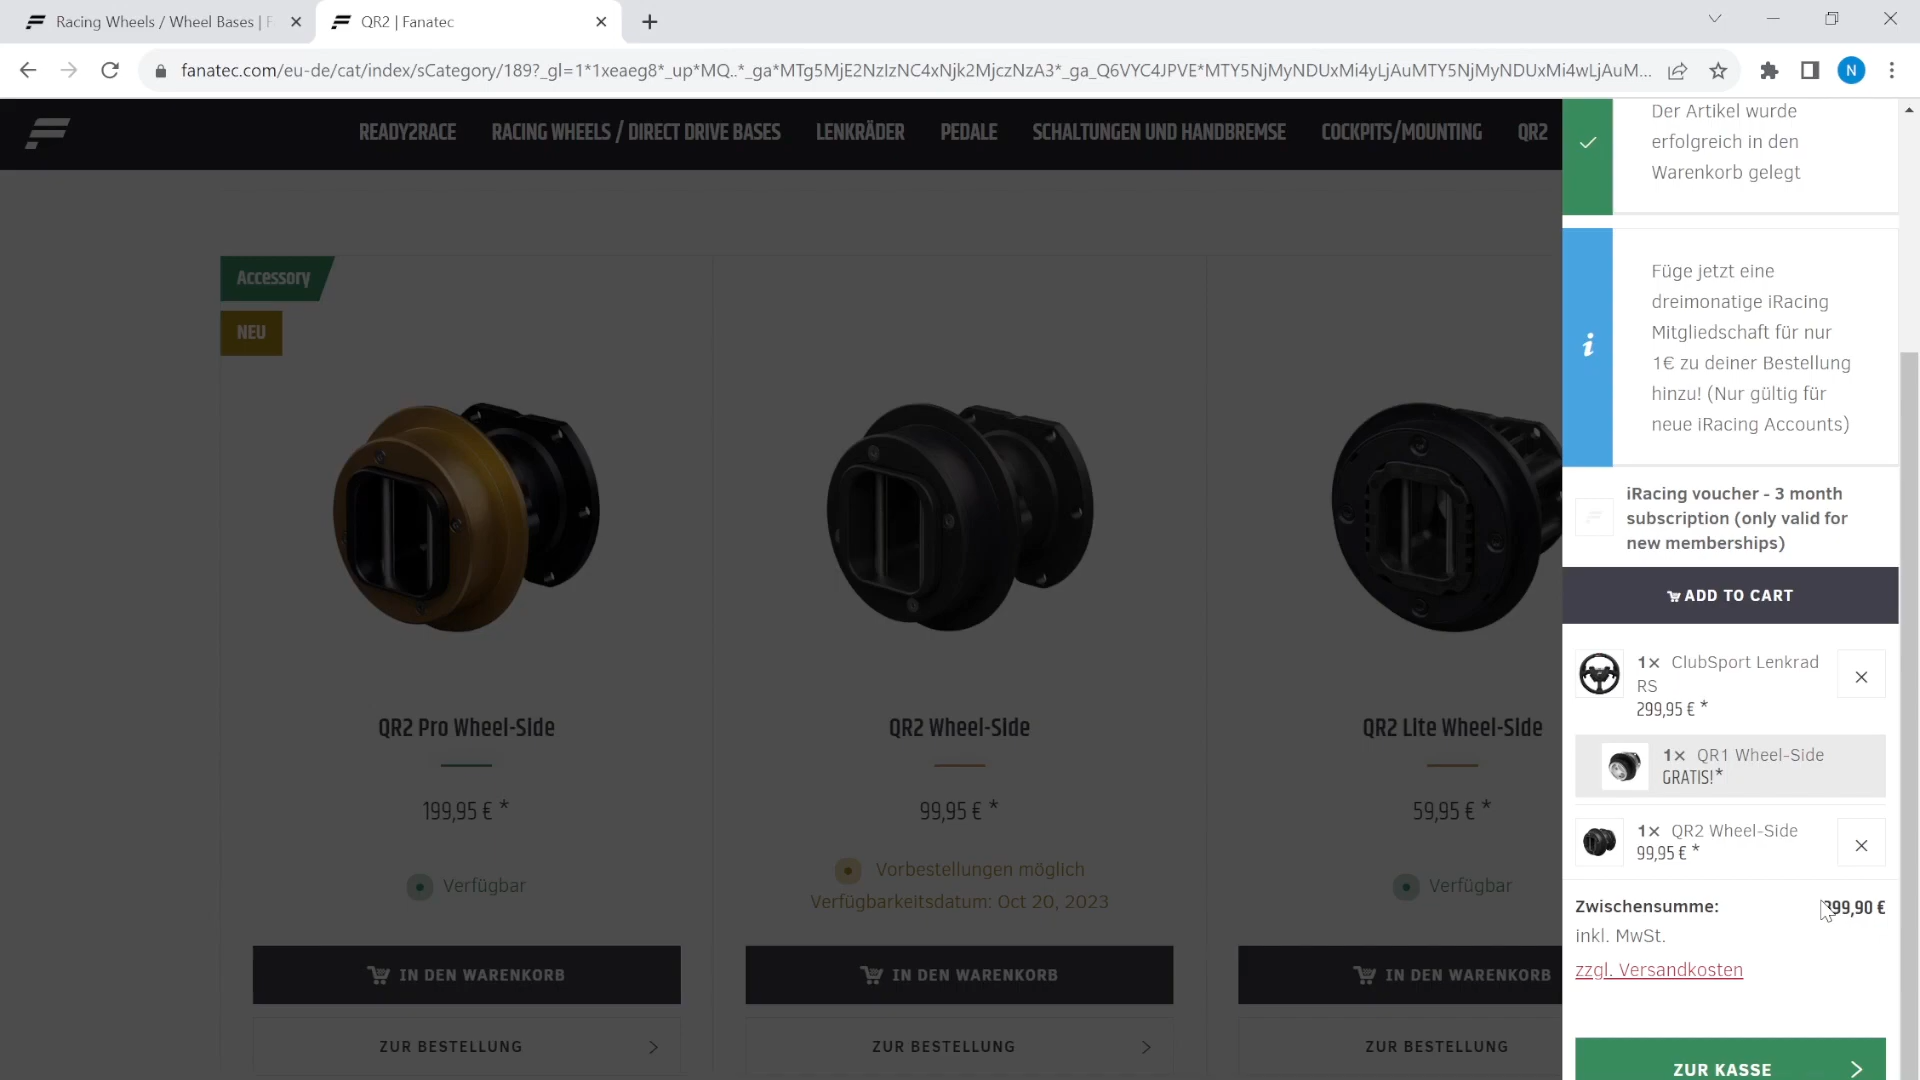 Racing Wheels / Wheel Bases | F
QR2 | Fanatec
fanatec.com/eu-de/cat/index/sCategory/189?_gl=1*1xeaeg8*_up*MQ..*_ga*MTg5MjE2NzIzNC4xNjk2MjczNzA3*_ga_Q6VYC4JPVE*MTY5NjMyNDUxMi4yLjAuMTY5NjMyNDUxMi4wLjAuM...
N
READY2RACE RACING WHEELS / DIRECT DRIVE BASES LENKRÄDER PEDALE SCHALTUNGEN UND HANDBREMSE COCKPITS/MOUNTING QR2
Accessory
NEU
QR2 Pro Wheel-Side
199,95 € *
Verfügbar
IN DEN WARENKORB
ZUR BESTELLUNG
QR2 Wheel-Side
99,95 € *
Vorbestellungen möglich
Verfügbarkeitsdatum: Oct 20, 2023
IN DEN WARENKORB
ZUR BESTELLUNG
QR2 Lite Wheel-Side
59,95 € *
Verfügbar
IN DEN WARENKORB
ZUR BESTELLUNG
Der Artikel wurde
erfolgreich in den
Warenkorb gelegt
Füge jetzt eine
dreimonatige iRacing
Mitgliedschaft für nur
1€ zu deiner Bestellung
hinzu! (Nur gültig für
neue iRacing Accounts)
iRacing voucher - 3 month
subscription (only valid for
new memberships)
ADD TO CART
1× ClubSport Lenkrad
RS
299,95 € *
1× QR1 Wheel-Side
GRATIS!*
1× QR2 Wheel-Side
99,95 € *
Zwischensumme: 399,90 €
inkl. MwSt.
zzgl. Versandkosten
ZUR KASSE